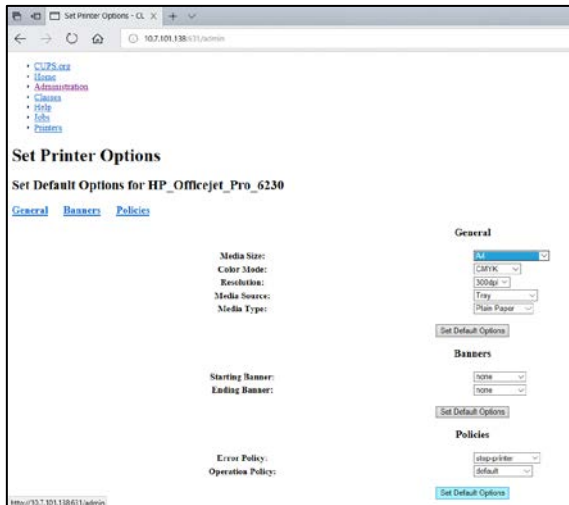 Set Printer Options - CL
10.7.101.138:631/admin
CUPS.org
Home
Administration
Classes
Help
Jobs
Printers
Set Printer Options
Set Default Options for HP_Officejet_Pro_6230
General Banners Policies
General
Media Size: A4
Color Mode: CMYK
Resolution: 300dpi
Media Source: Tray
Media Type: Plain Paper
Set Default Options
Banners
Starting Banner: none
Ending Banner: none
Set Default Options
Policies
Error Policy: stop-printer
Operation Policy: default
Set Default Options
http://10.7.101.138:631/admin